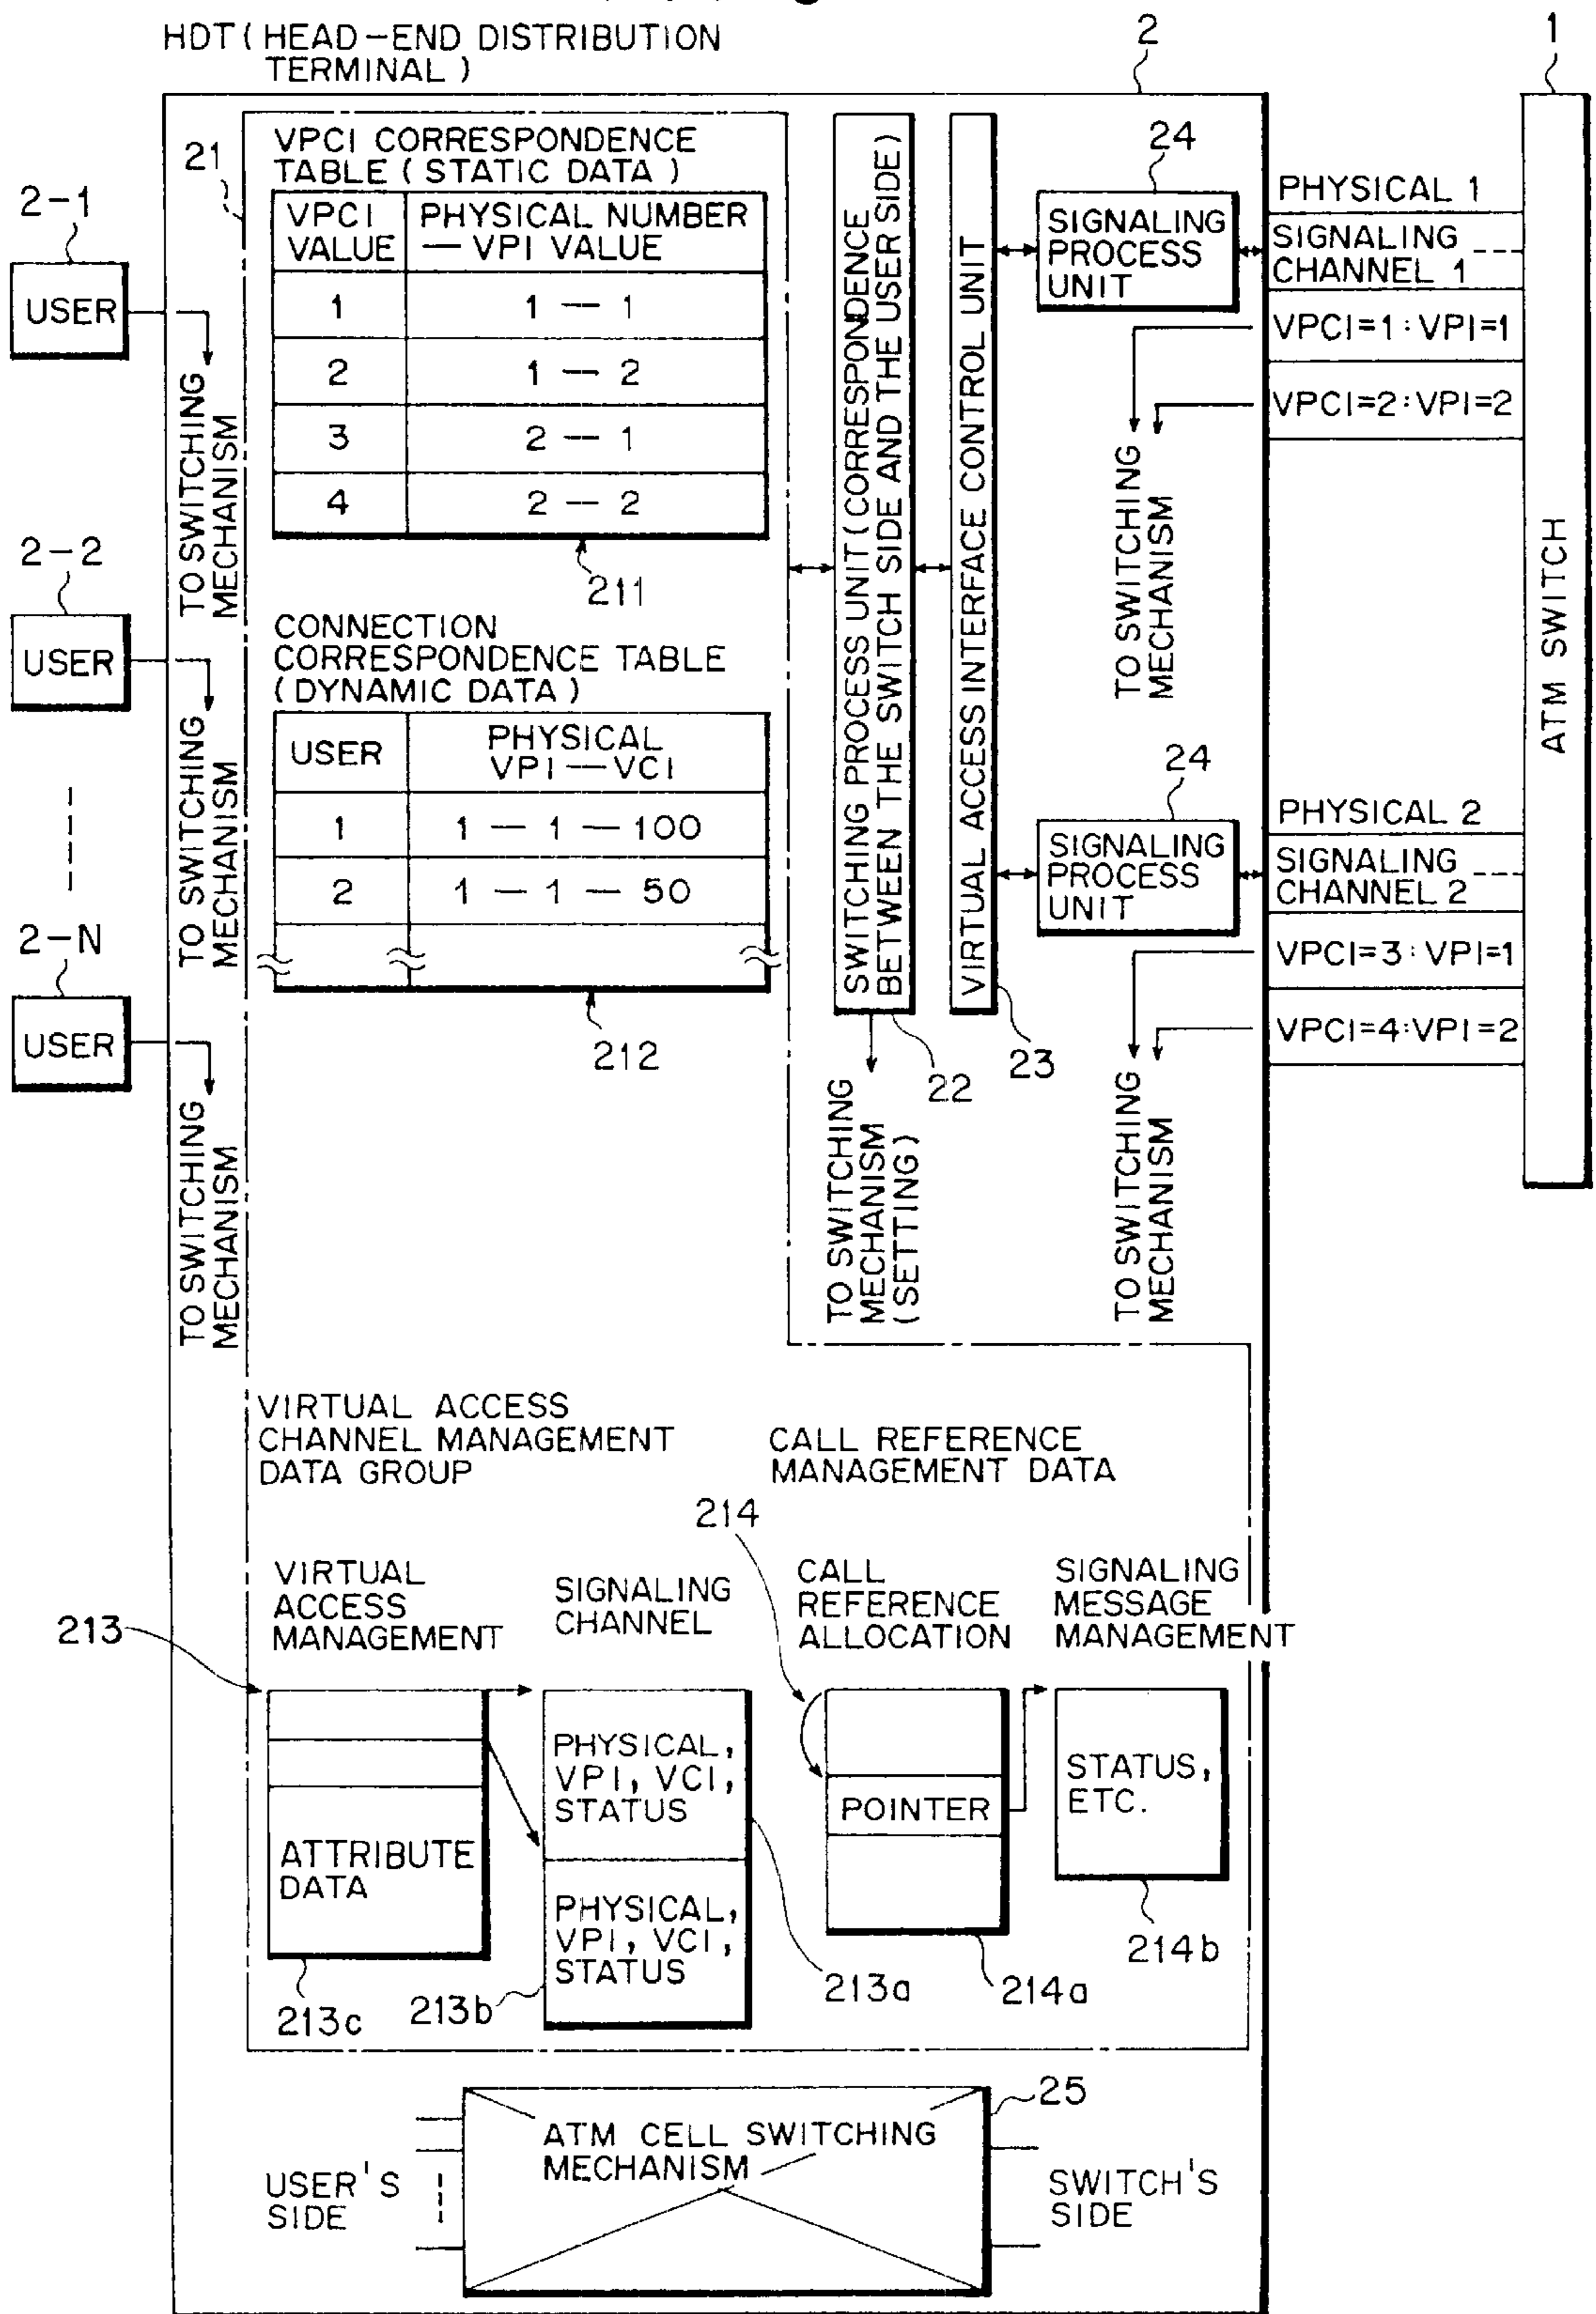 HDT (HEAD-END DISTRIBUTION
TERMINAL)
2
1
21
VPCI CORRESPONDENCE
TABLE (STATIC DATA)
VPCI
VALUE
PHYSICAL NUMBER
— VPI VALUE
1
1 — 1
2
1 — 2
3
2 — 1
4
2 — 2
211
CONNECTION
CORRESPONDENCE TABLE
(DYNAMIC DATA)
USER
PHYSICAL
VPI — VCI
1
1 — 1 — 100
2
1 — 1 — 50
212
2-1
USER
TO SWITCHING
MECHANISM
2-2
USER
TO SWITCHING
MECHANISM
2-N
USER
TO SWITCHING
MECHANISM
SWITCHING PROCESS UNIT (CORRESPONDENCE
BETWEEN THE SWITCH SIDE AND THE USER SIDE)
22
TO SWITCHING
MECHANISM
(SETTING)
VIRTUAL ACCESS INTERFACE CONTROL UNIT
23
24
SIGNALING
PROCESS
UNIT
TO SWITCHING
MECHANISM
24
SIGNALING
PROCESS
UNIT
TO SWITCHING
MECHANISM
PHYSICAL 1
SIGNALING
CHANNEL 1
VPCI=1:VPI=1
VPCI=2:VPI=2
PHYSICAL 2
SIGNALING
CHANNEL 2
VPCI=3:VPI=1
VPCI=4:VPI=2
ATM SWITCH
VIRTUAL ACCESS
CHANNEL MANAGEMENT
DATA GROUP
CALL REFERENCE
MANAGEMENT DATA
213
VIRTUAL
ACCESS
MANAGEMENT
SIGNALING
CHANNEL
214
CALL
REFERENCE
ALLOCATION
SIGNALING
MESSAGE
MANAGEMENT
ATTRIBUTE
DATA
213c
PHYSICAL,
VPI, VCI,
STATUS
PHYSICAL,
VPI, VCI,
STATUS
213b
213a
POINTER
214a
STATUS,
ETC.
214b
25
ATM CELL SWITCHING
MECHANISM
USER'S
SIDE
SWITCH'S
SIDE